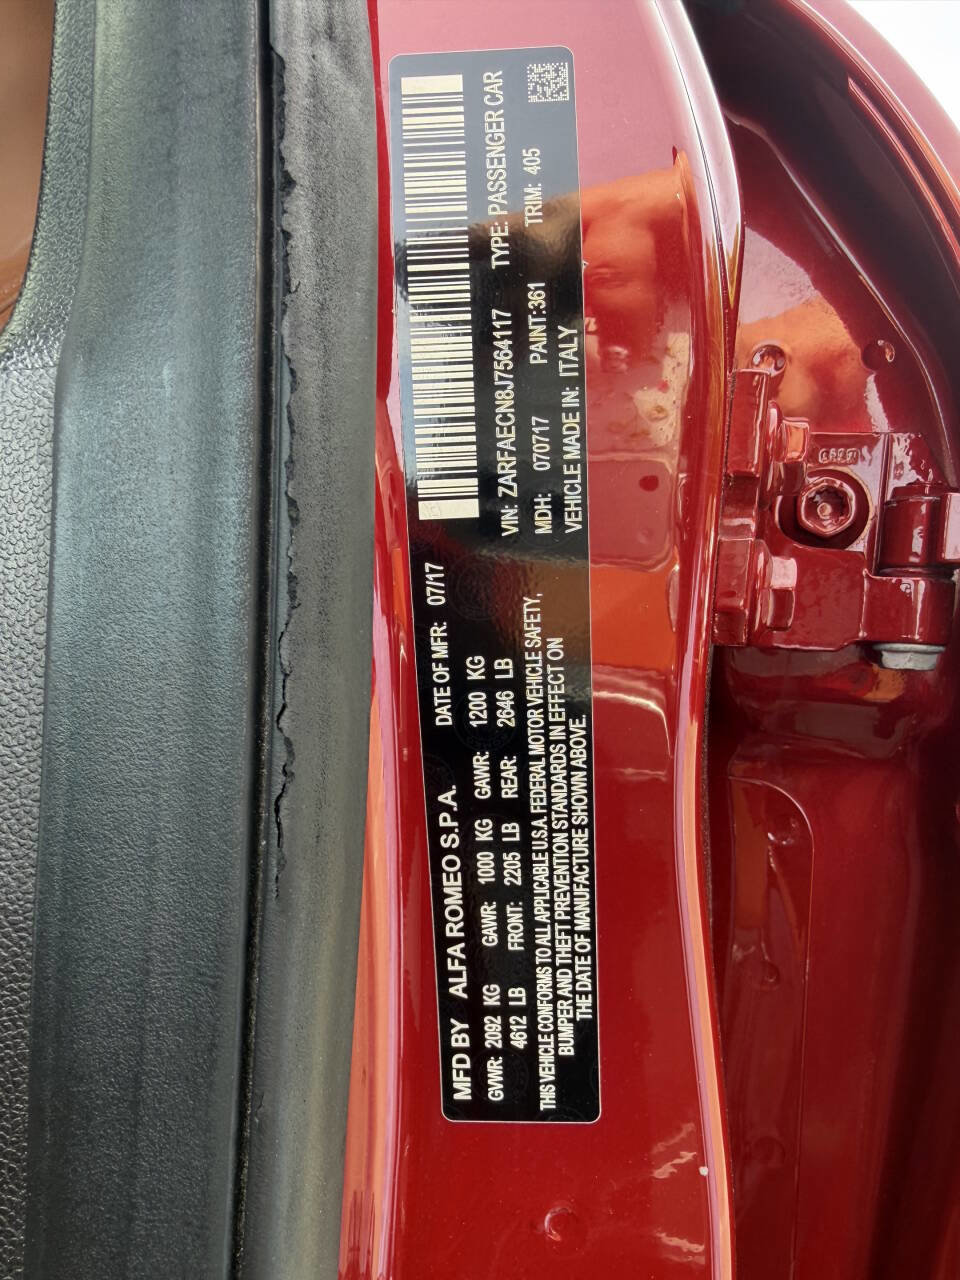 MFD BY ALFA ROMEO S.P.A. DATE OF MFR: 07/17
GVWR: 2092 KG GAWR: 1000 KG GAWR: 1200 KG
4612 LB FRONT: 2205 LB REAR: 2646 LB
THIS VEHICLE CONFORMS TO ALL APPLICABLE U.S.A. FEDERAL MOTOR VEHICLE SAFETY,
BUMPER AND THEFT PREVENTION STANDARDS IN EFFECT ON
THE DATE OF MANUFACTURE SHOWN ABOVE.
VIN: ZARFAECN8J7564117 TYPE: PASSENGER CAR
MDH: 070717 PAINT:361 TRIM: 405
VEHICLE MADE IN: ITALY